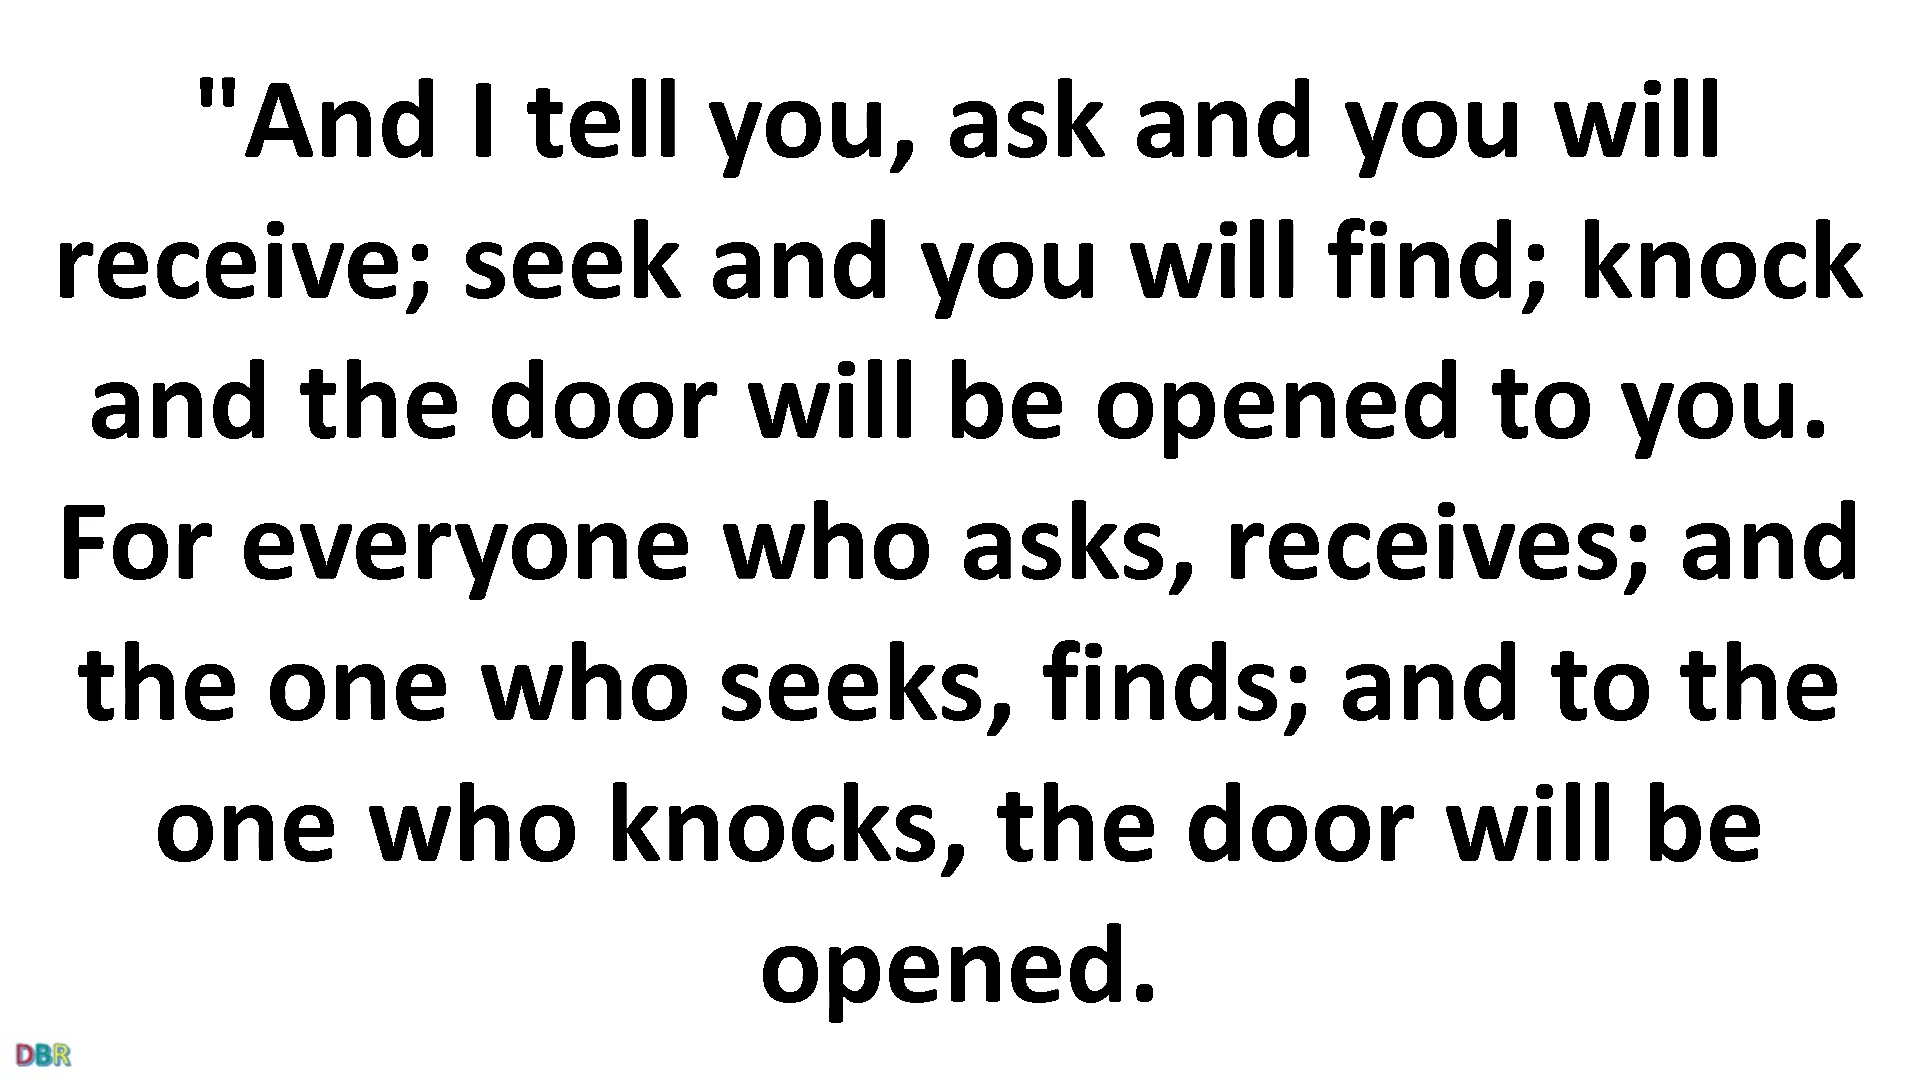 "And I tell you, ask and you will
receive; seek and you will find; knock
and the door will be opened to you.
For everyone who asks, receives; and
the one who seeks, finds; and to the
one who knocks, the door will be
opened.
DBR